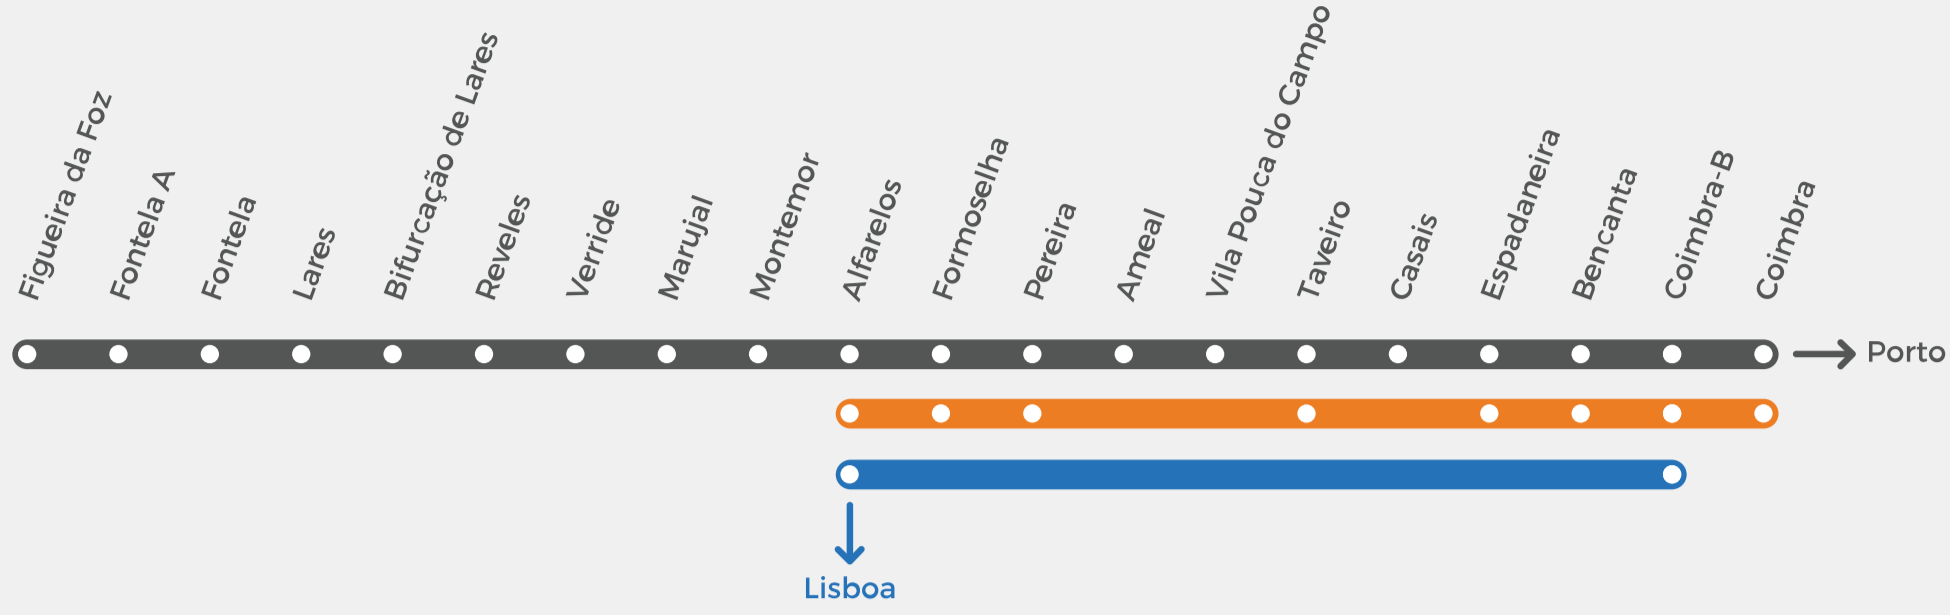 Figueira da Foz
Fontela A
Fontela
Lares
Bifurcação de Lares
Reveles
Verride
Marujal
Montemor
Alfarelos
Formoselha
Pereira
Ameal
Vila Pouca do Campo
Taveiro
Casais
Espadaneira
Bencanta
Coimbra-B
Coimbra
Porto
Lisboa